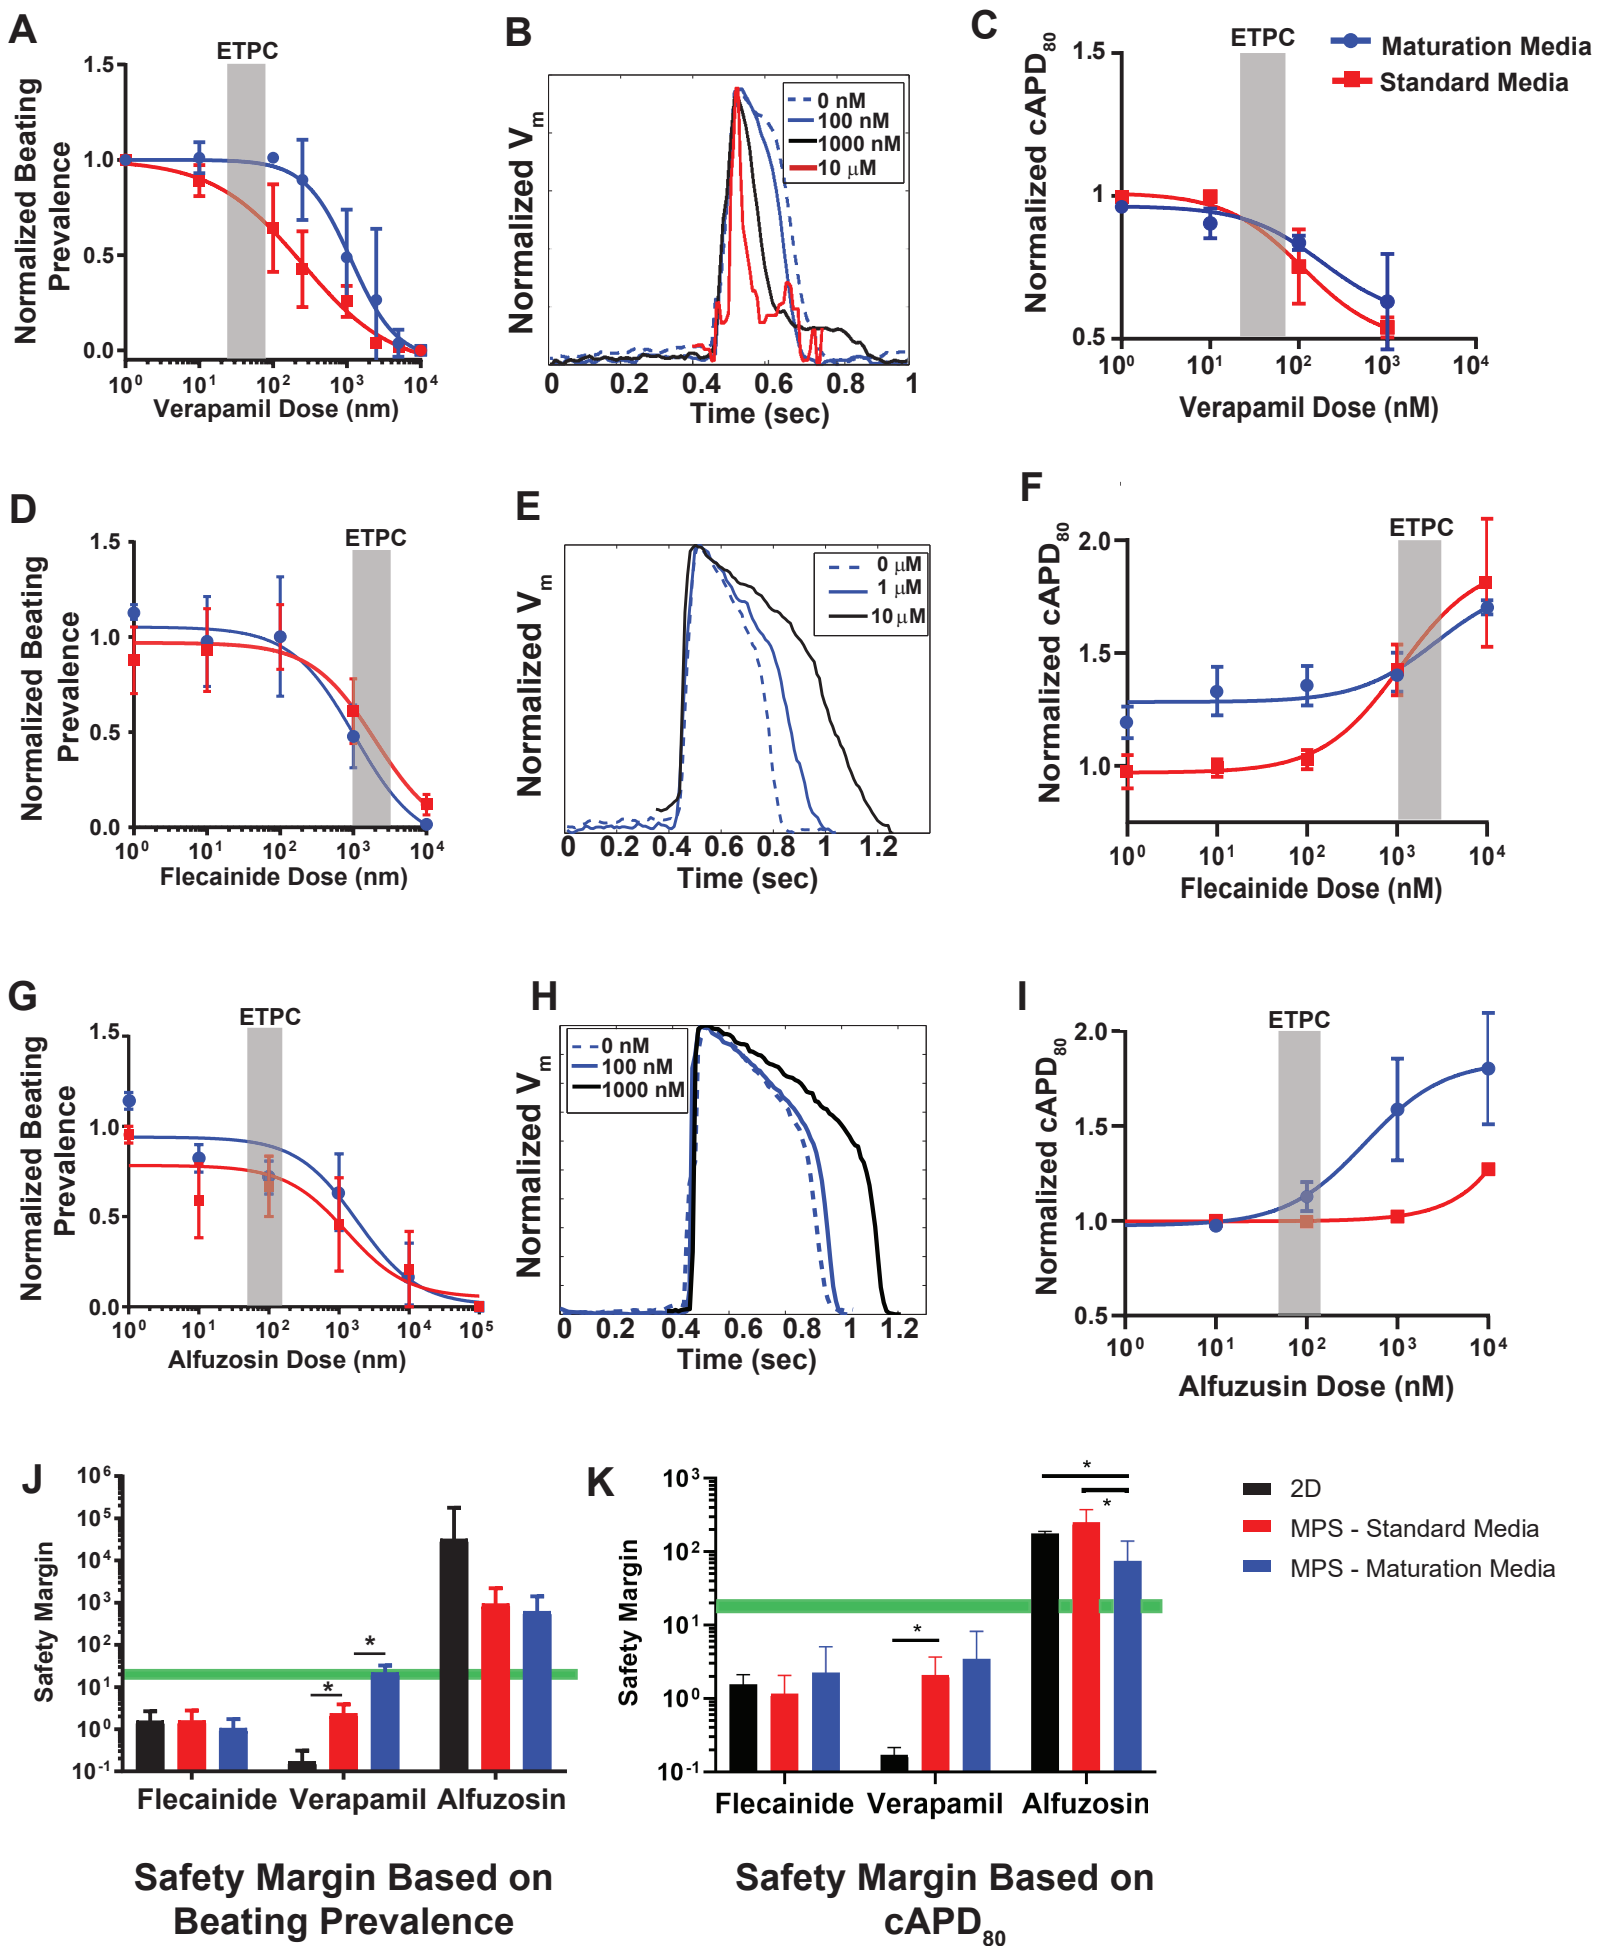 A
ETPC
Normalized Beating
Prevalence
1.5
1.0
0.5
0.0
10⁰ 10¹ 10² 10³ 10⁴
Verapamil Dose (nm)
B
Normalized Vm
0 nM
100 nM
1000 nM
10 µM
0 0.2 0.4 0.6 0.8 1
Time (sec)
C
ETPC
Normalized cAPD80
1.5
1
0.5
10⁰ 10¹ 10² 10³ 10⁴
Verapamil Dose (nM)
Maturation Media
Standard Media
D
ETPC
Normalized Beating
Prevalence
1.5
1.0
0.5
0.0
10⁰ 10¹ 10² 10³ 10⁴
Flecainide Dose (nm)
E
Normalized Vm
0 µM
1 µM
10 µM
0 0.2 0.4 0.6 0.8 1 1.2
Time (sec)
F
ETPC
Normalized cAPD80
2.0
1.5
1.0
10⁰ 10¹ 10² 10³ 10⁴
Flecainide Dose (nM)
G
ETPC
Normalized Beating
Prevalence
1.5
1.0
0.5
0.0
10⁰ 10¹ 10² 10³ 10⁴ 10⁵
Alfuzosin Dose (nm)
H
Normalized Vm
0 nM
100 nM
1000 nM
0 0.2 0.4 0.6 0.8 1 1.2
Time (sec)
I
ETPC
Normalized cAPD80
2.0
1.5
1.0
0.5
10⁰ 10¹ 10² 10³ 10⁴
Alfuzusin Dose (nM)
J
Safety Margin
10⁶
10⁵
10⁴
10³
10²
10¹
10⁰
10⁻¹
*
*
Flecainide Verapamil Alfuzosin
Safety Margin Based on
Beating Prevalence
K
Safety Margin
10³
10²
10¹
10⁰
10⁻¹
*
*
*
Flecainide Verapamil Alfuzosin
Safety Margin Based on
cAPD80
2D
MPS - Standard Media
MPS - Maturation Media